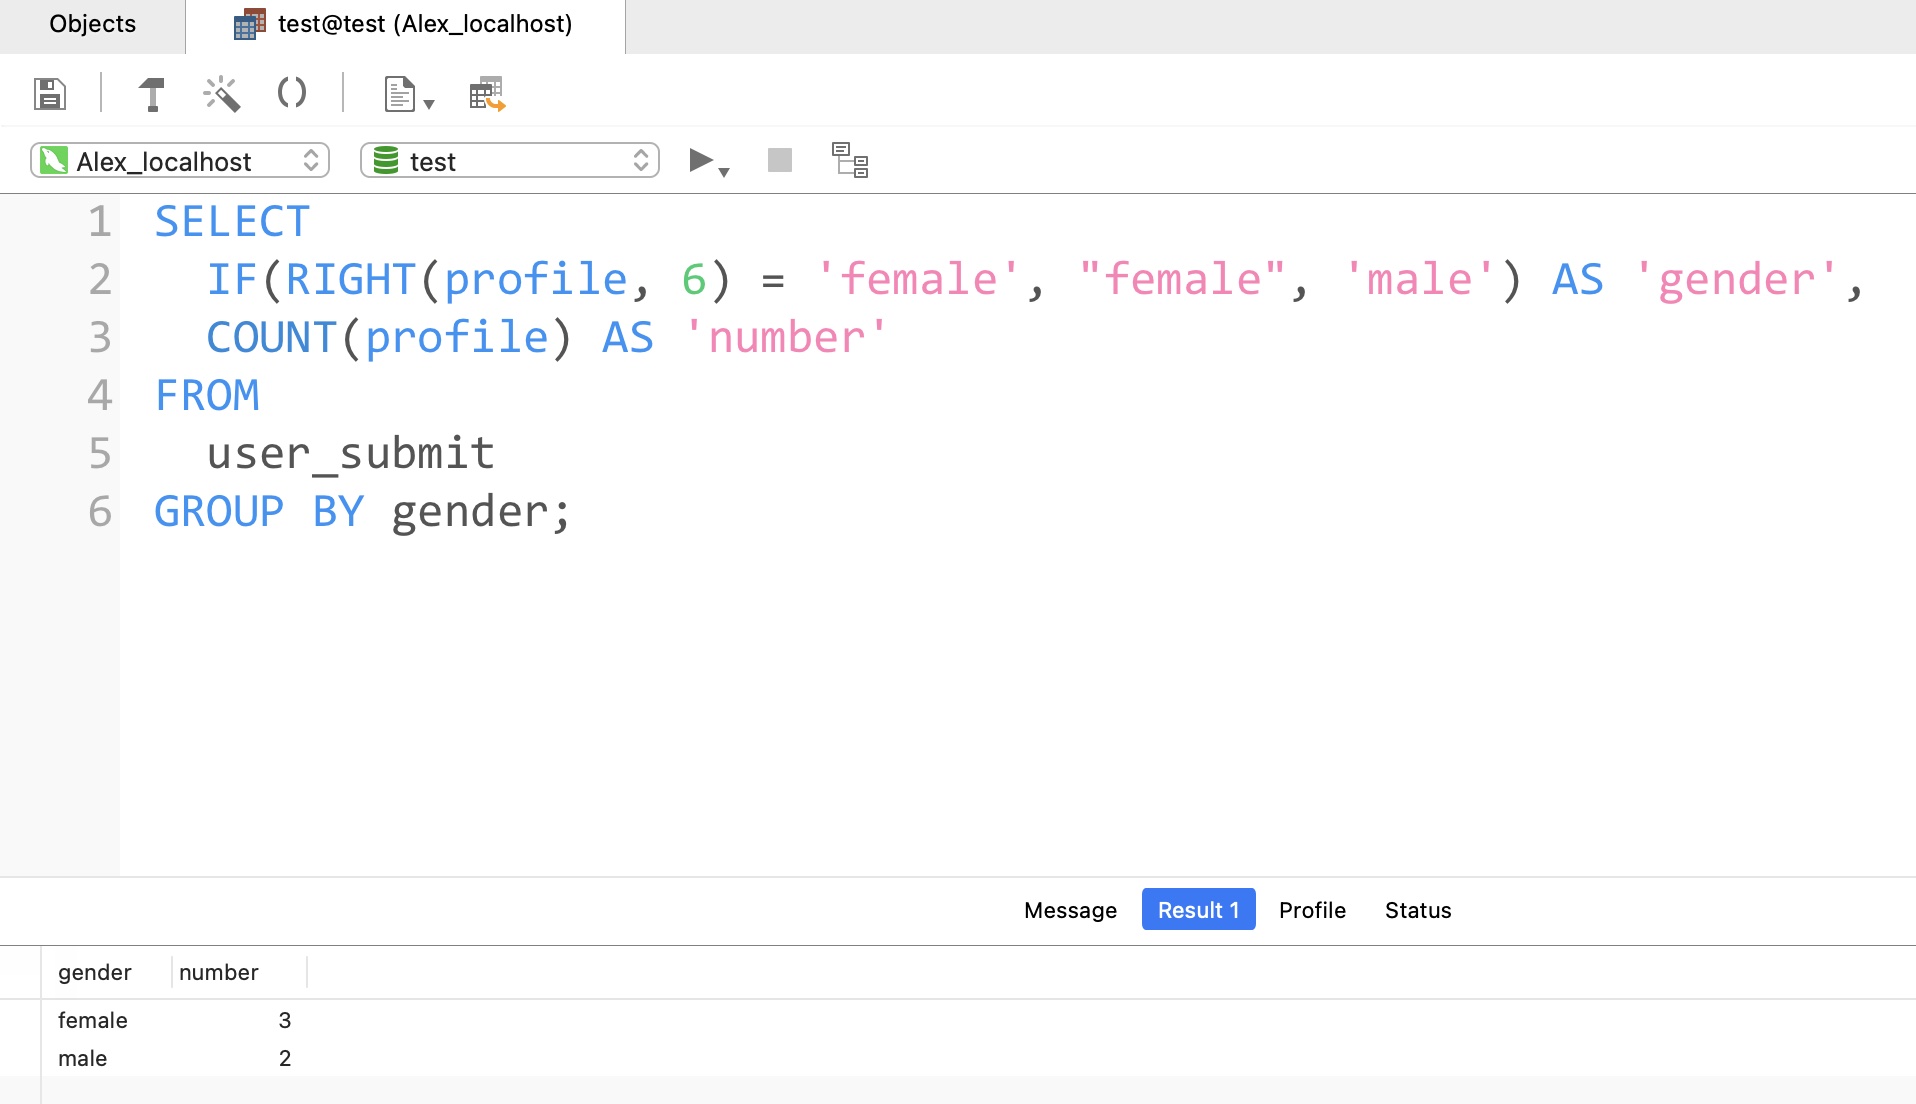 Objects
test@test (Alex_localhost)
Alex_localhost
test
1 SELECT
2 IF(RIGHT(profile, 6) = 'female', "female", 'male') AS 'gender',
3 COUNT(profile) AS 'number'
4 FROM
5 user_submit
6 GROUP BY gender;
Message Result 1 Profile Status
gender number
female 3
male 2